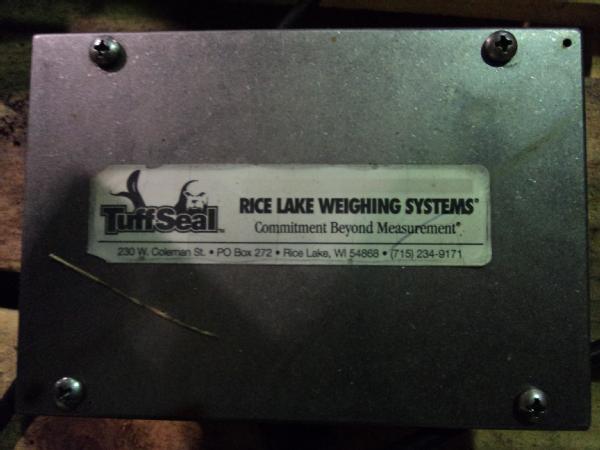 TuffSeal™
RICE LAKE WEIGHING SYSTEMS®
Commitment Beyond Measurement®
230 W. Coleman St. • PO Box 272 • Rice Lake, WI 54868 • (715) 234-9171